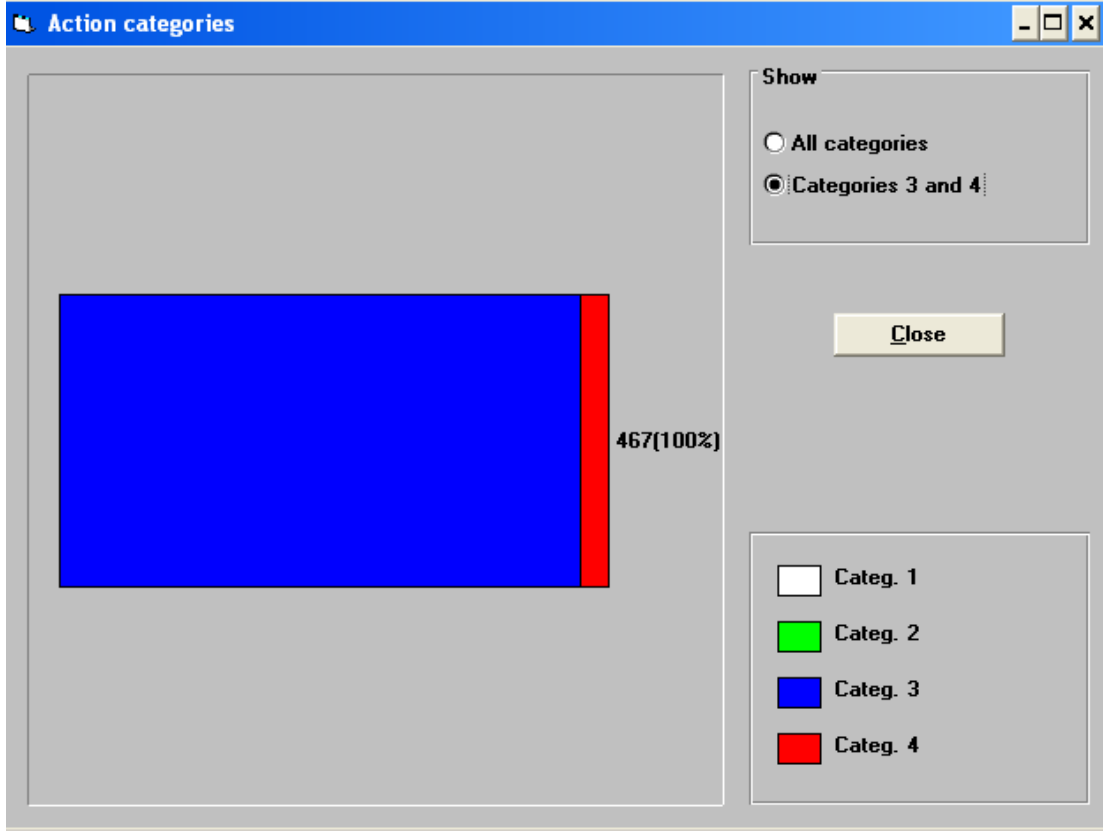 Action categories
Show
All categories
Categories 3 and 4
Close
467(100%)
Categ. 1
Categ. 2
Categ. 3
Categ. 4